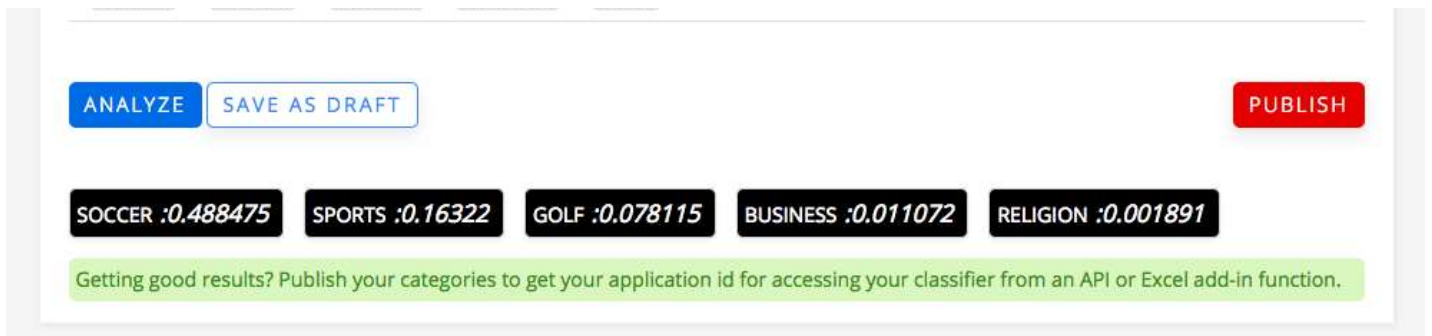 ANALYZE SAVE AS DRAFT PUBLISH
SOCCER :0.488475 SPORTS :0.16322 GOLF :0.078115 BUSINESS :0.011072 RELIGION :0.001891
Getting good results? Publish your categories to get your application id for accessing your classifier from an API or Excel add-in function.